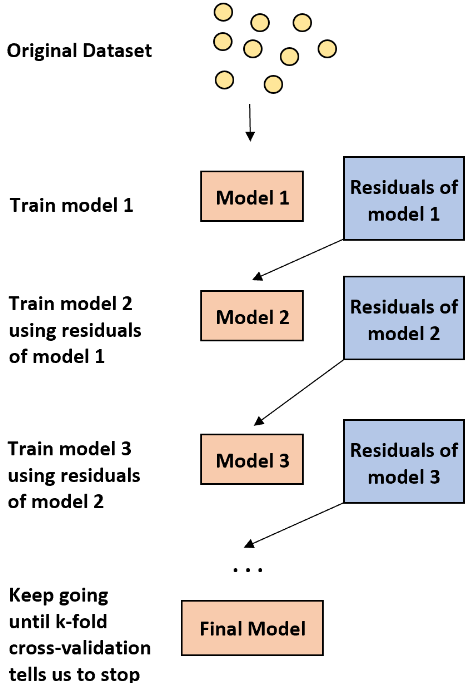 Original Dataset
Train model 1
Model 1
Residuals of
model 1
Train model 2
using residuals
of model 1
Model 2
Residuals of
model 2
Train model 3
using residuals
of model 2
Model 3
Residuals of
model 3
...
Keep going
until k-fold
cross-validation
tells us to stop
Final Model